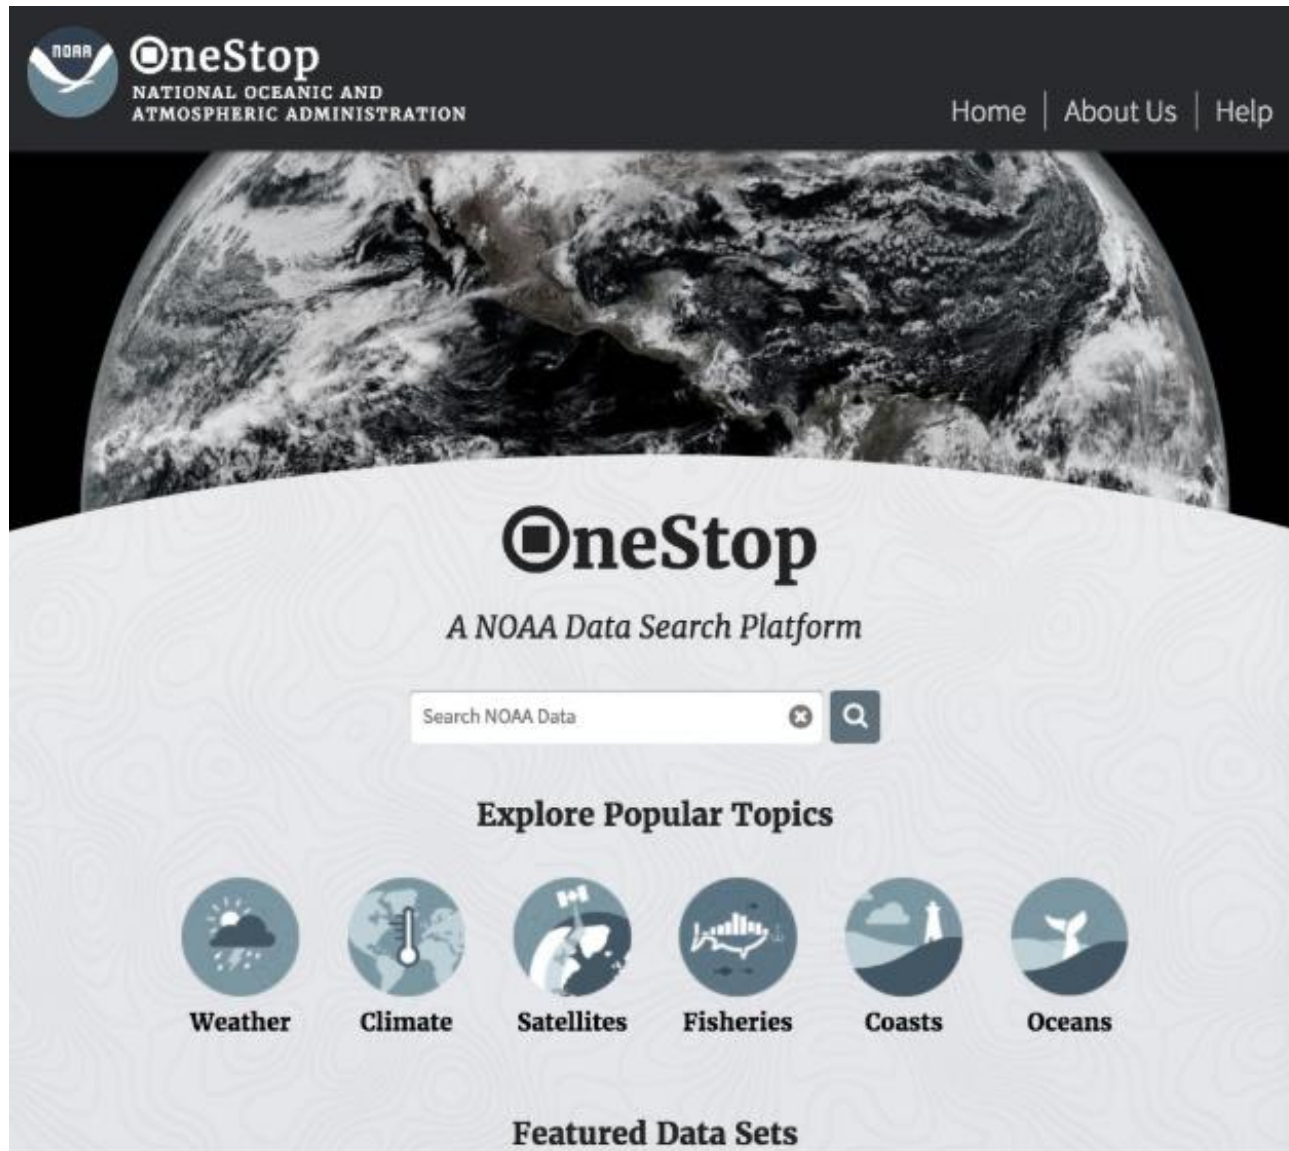 NOAA
OneStop
NATIONAL OCEANIC AND
ATMOSPHERIC ADMINISTRATION
Home | About Us | Help
OneStop
A NOAA Data Search Platform
Search NOAA Data
Explore Popular Topics
Weather Climate Satellites Fisheries Coasts Oceans
Featured Data Sets